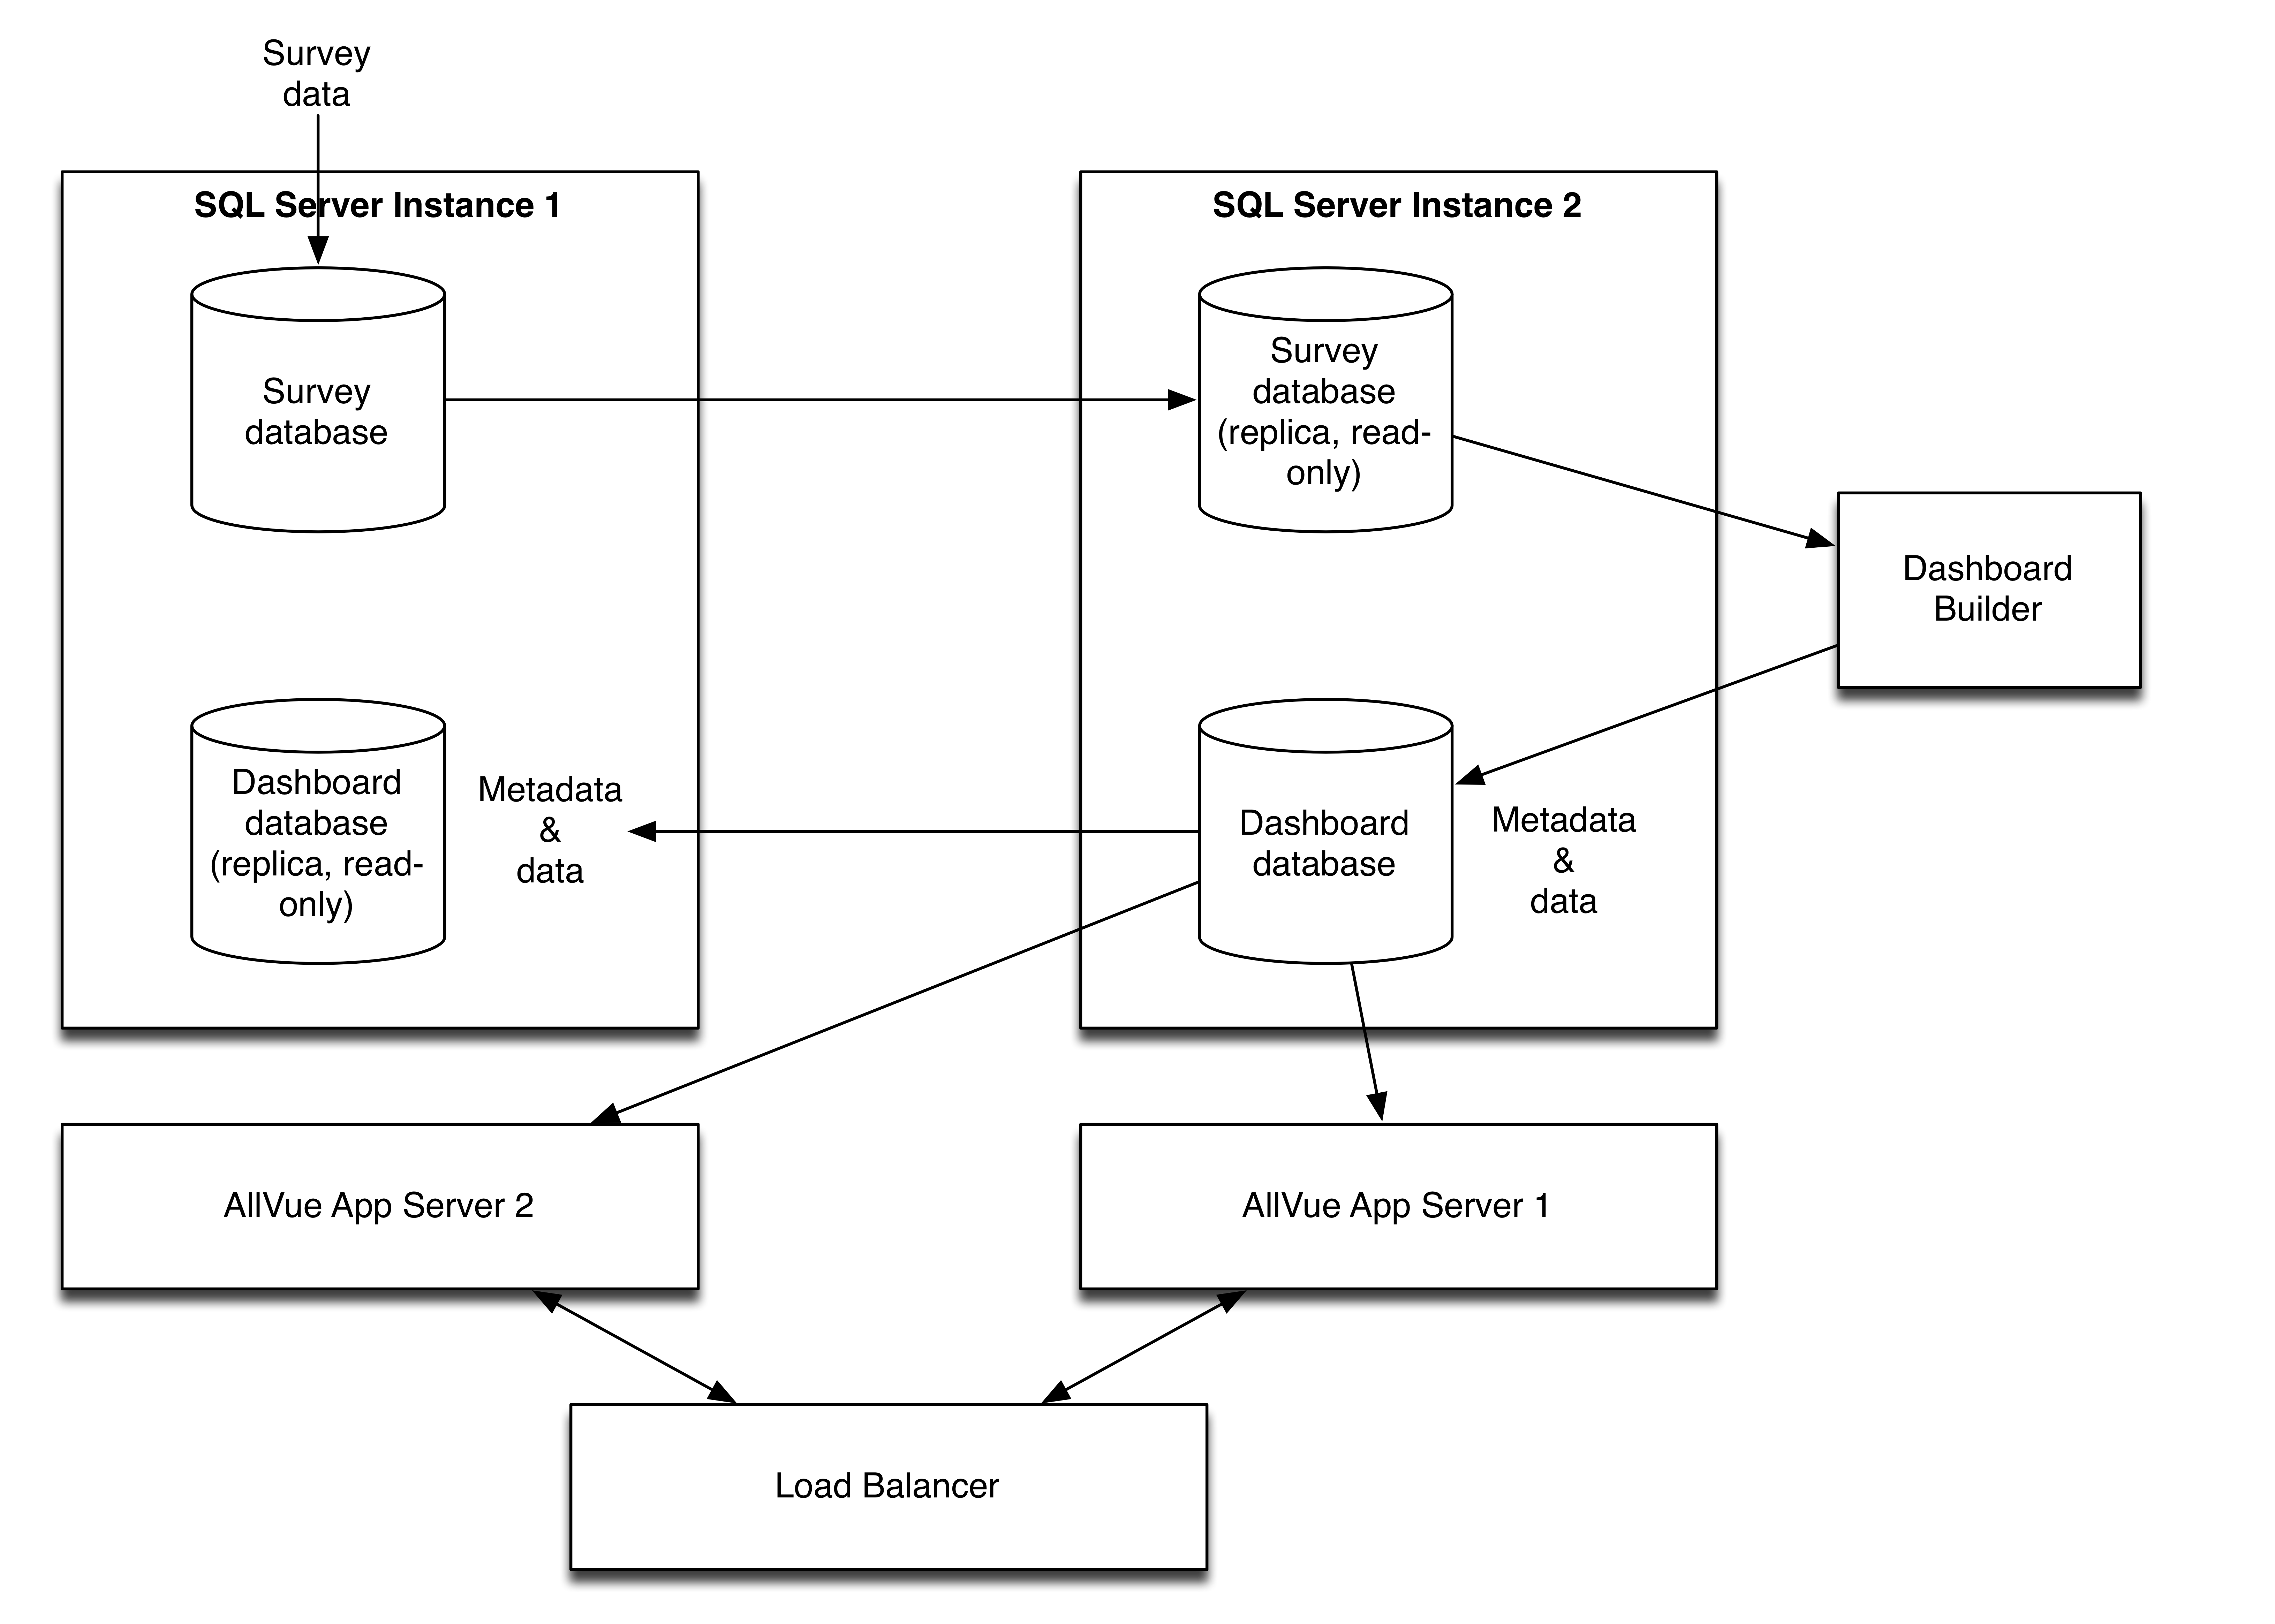 Survey
data
SQL Server Instance 1
SQL Server Instance 2
Survey
database
Survey
database
(replica, read-
only)
Dashboard
Builder
Dashboard
database
(replica, read-
only)
Metadata
&
data
Dashboard
database
Metadata
&
data
AllVue App Server 2
AllVue App Server 1
Load Balancer